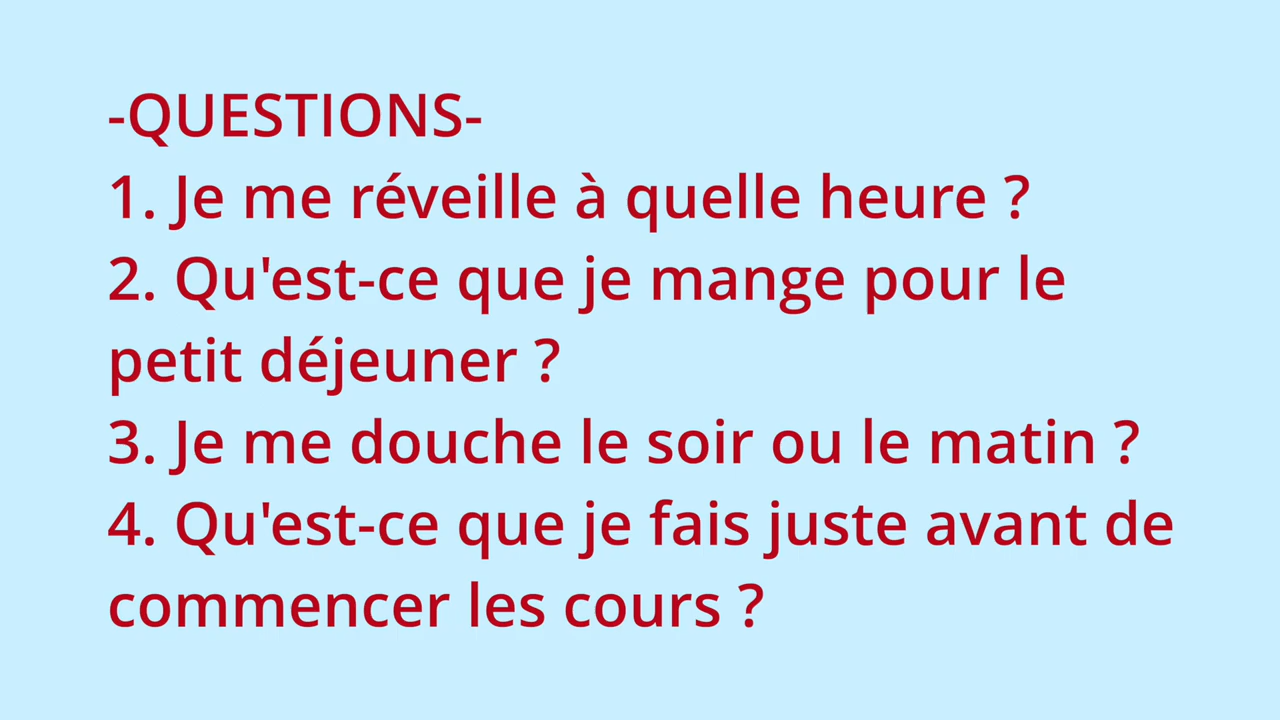 -QUESTIONS-
1. Je me réveille à quelle heure ?
2. Qu'est-ce que je mange pour le
petit déjeuner ?
3. Je me douche le soir ou le matin ?
4. Qu'est-ce que je fais juste avant de
commencer les cours ?